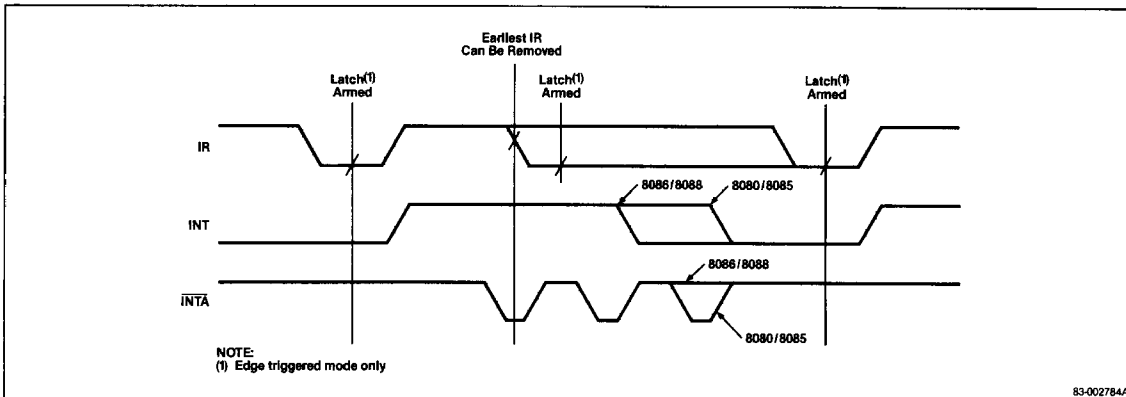 Earliest IR
Can Be Removed
Latch(1)
Armed
Latch(1)
Armed
Latch(1)
Armed
IR
8086/8088
8080/8085
INT
8086/8088
INTA
8080/8085
NOTE:
(1) Edge triggered mode only
83-002784A